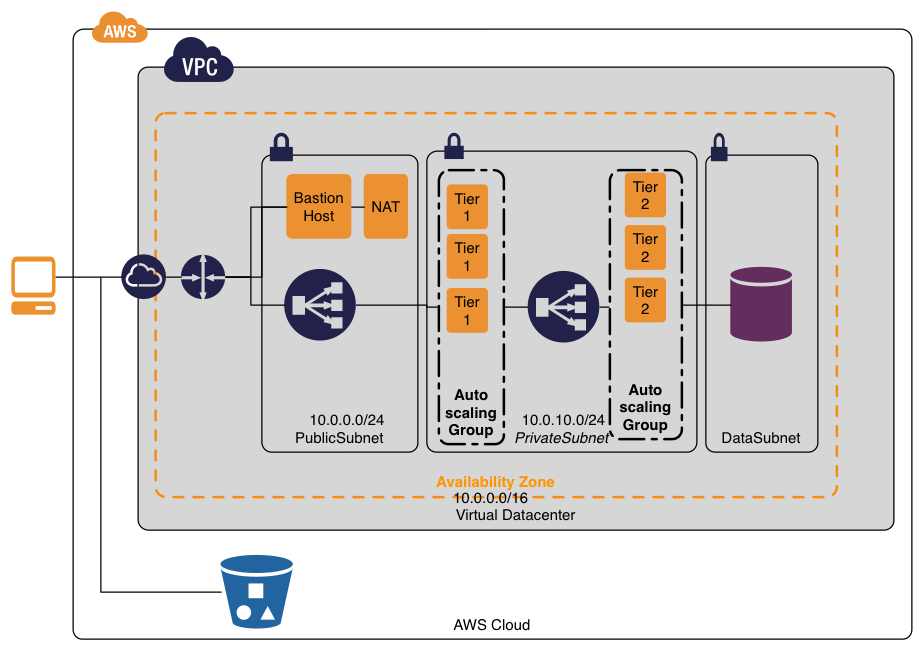 AWS
VPC
Bastion
Host
NAT
Tier
1
Tier
1
Tier
1
Tier
2
Tier
2
Tier
2
Auto
scaling
Group
Auto
scaling
Group
10.0.0.0/24
PublicSubnet
10.0.10.0/24
PrivateSubnet
DataSubnet
Availability Zone
10.0.0.0/16
Virtual Datacenter
AWS Cloud